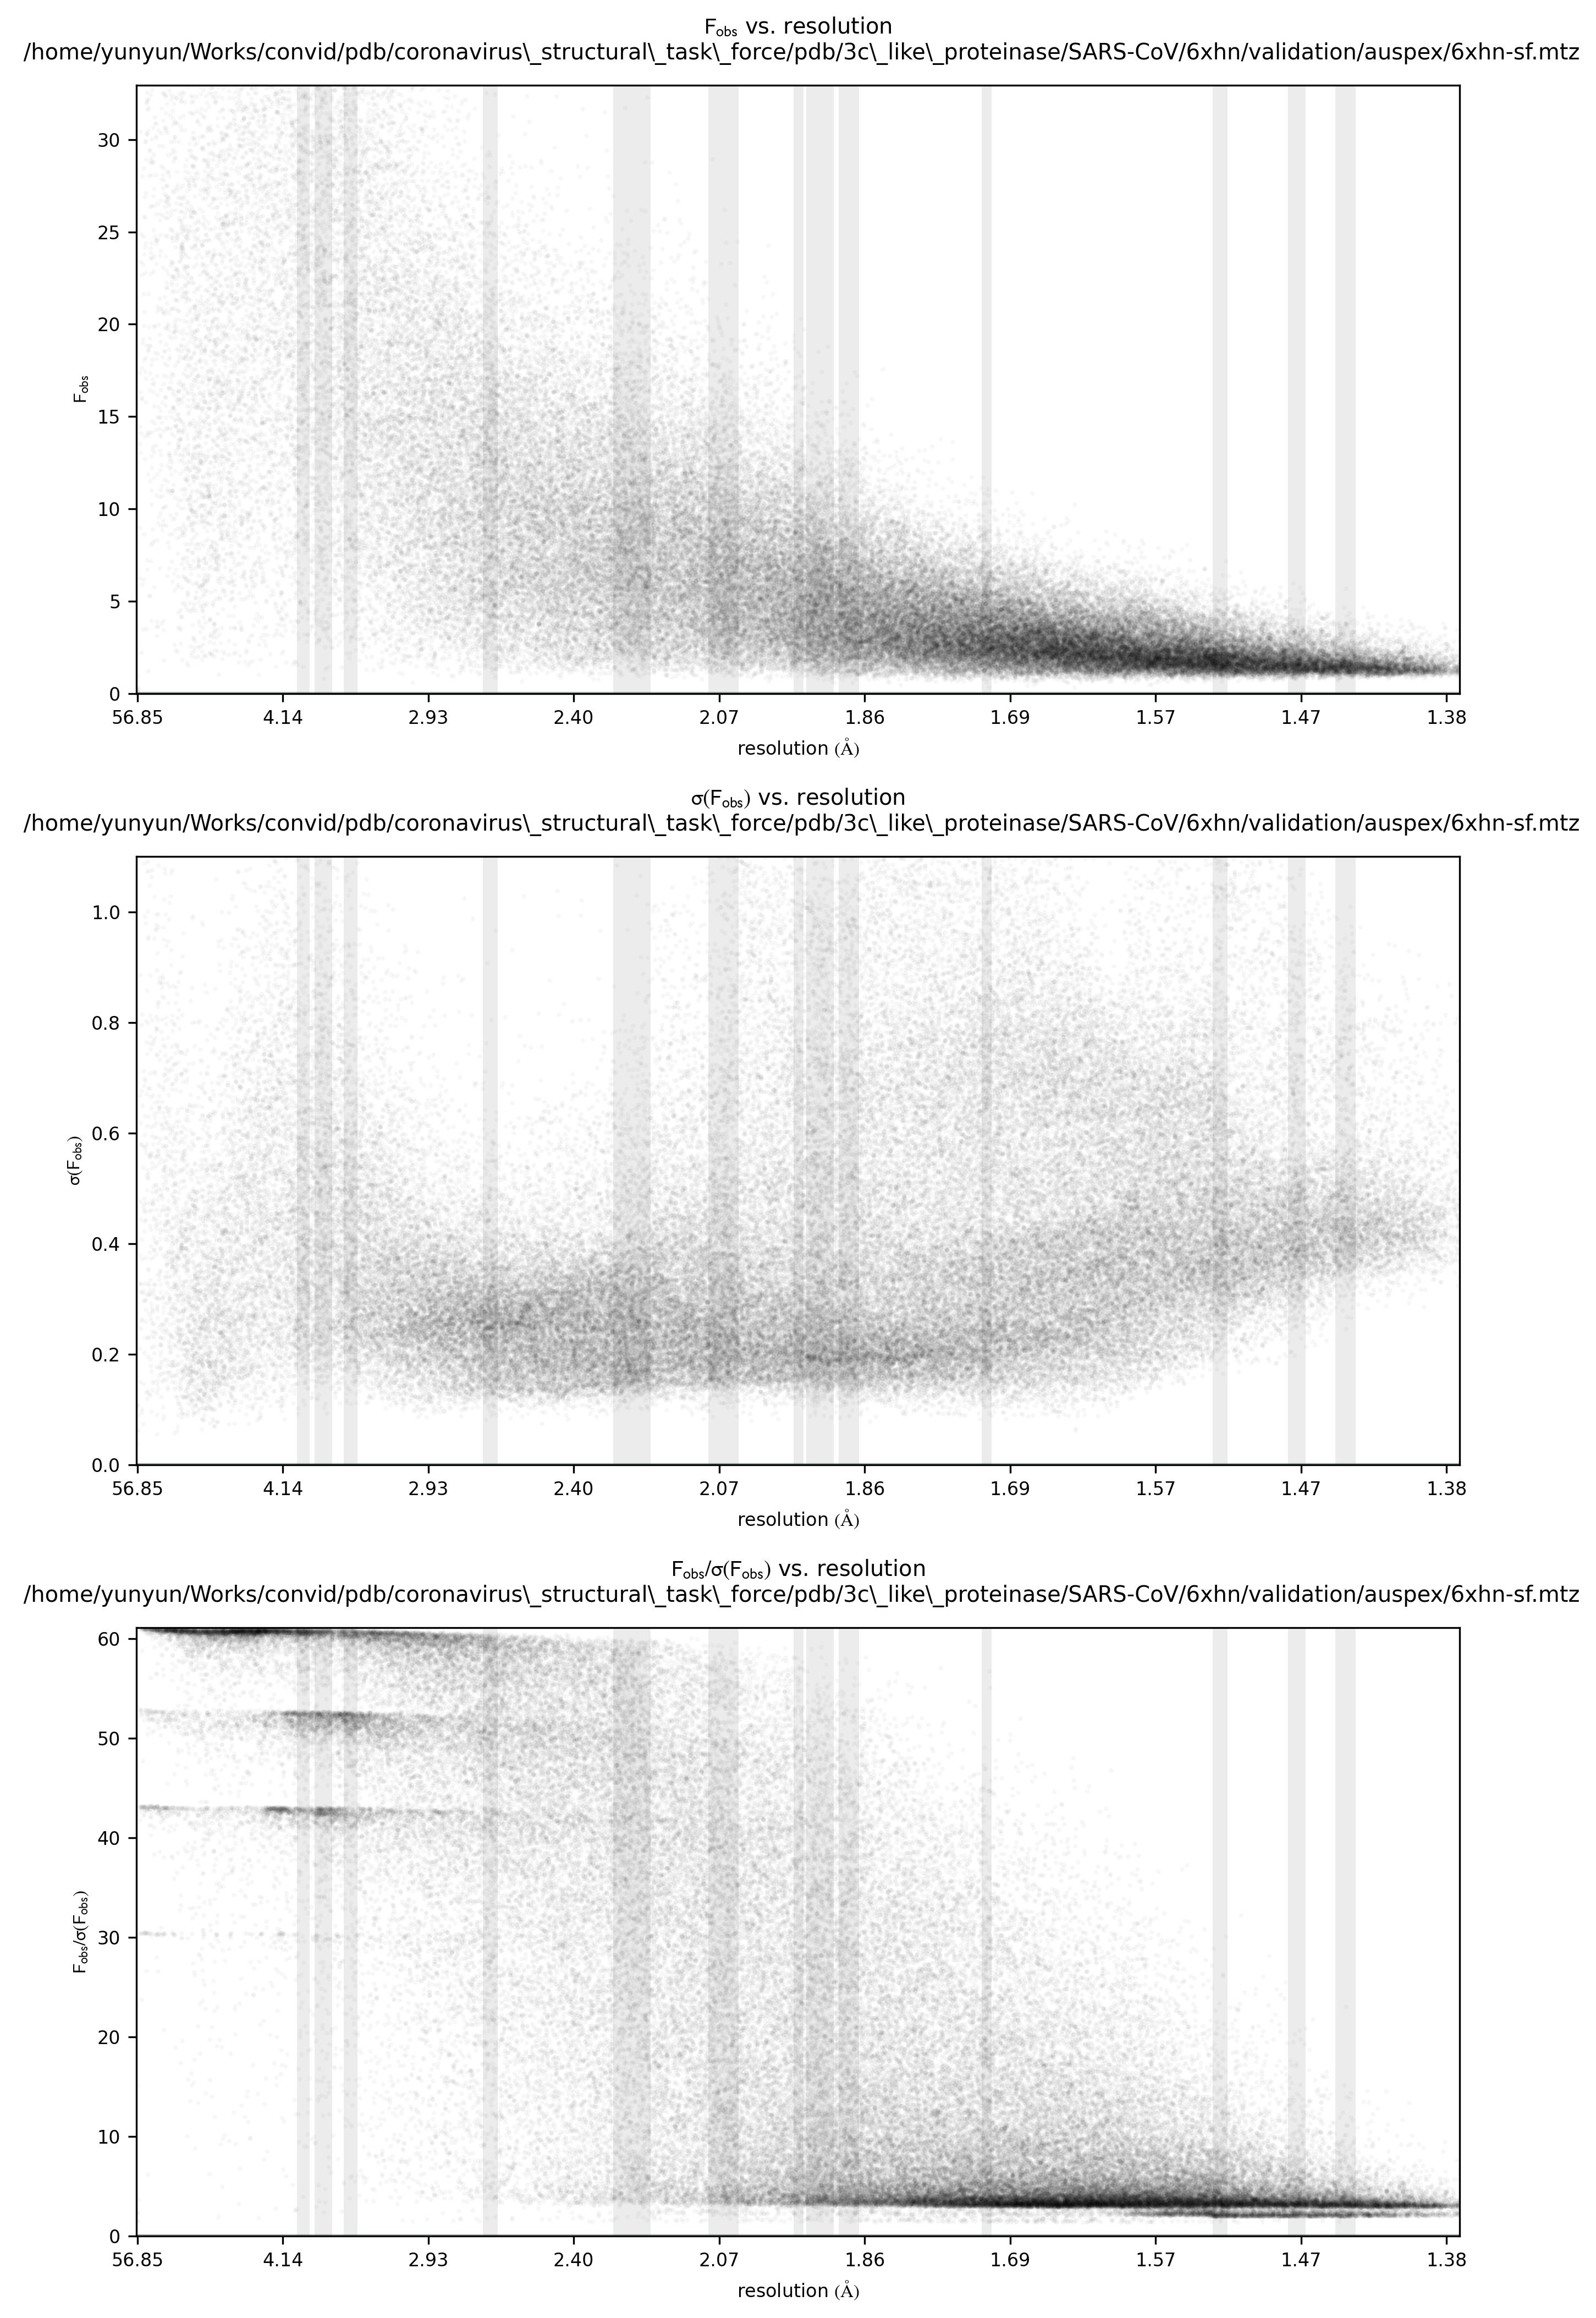 Fobs vs. resolution
/home/yunyun/Works/convid/pdb/coronavirus\_structural\_task\_force/pdb/3c\_like\_proteinase/SARS-CoV/6xhn/validation/auspex/6xhn-sf.mtz
30
25
20
15
10
5
0
Fobs
56.85 4.14 2.93 2.40 2.07 1.86 1.69 1.57 1.47 1.38
resolution (Å)
σ(Fobs) vs. resolution
/home/yunyun/Works/convid/pdb/coronavirus\_structural\_task\_force/pdb/3c\_like\_proteinase/SARS-CoV/6xhn/validation/auspex/6xhn-sf.mtz
1.0
0.8
0.6
0.4
0.2
0.0
σ(Fobs)
56.85 4.14 2.93 2.40 2.07 1.86 1.69 1.57 1.47 1.38
resolution (Å)
Fobs/σ(Fobs) vs. resolution
/home/yunyun/Works/convid/pdb/coronavirus\_structural\_task\_force/pdb/3c\_like\_proteinase/SARS-CoV/6xhn/validation/auspex/6xhn-sf.mtz
60
50
40
30
20
10
0
Fobs/σ(Fobs)
56.85 4.14 2.93 2.40 2.07 1.86 1.69 1.57 1.47 1.38
resolution (Å)